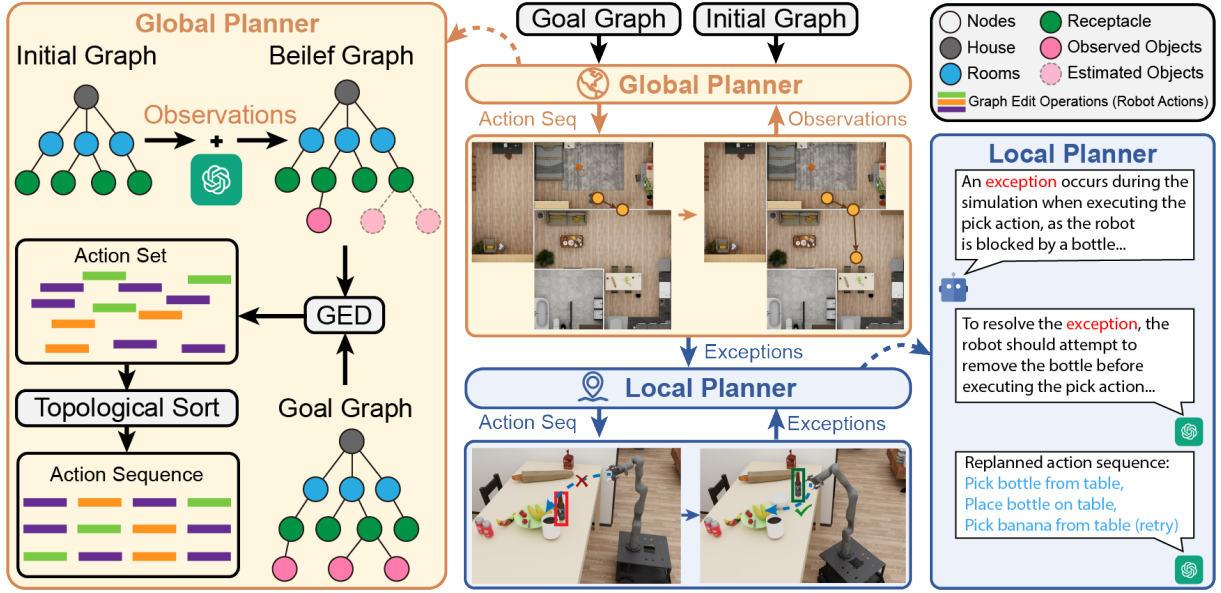 Global Planner
Initial Graph
Beilef Graph
Observations
+
Action Set
GED
Topological Sort
Goal Graph
Action Sequence
Goal Graph
Initial Graph
Global Planner
Action Seq
Observations
Exceptions
Local Planner
Action Seq
Exceptions
Nodes
Receptacle
House
Observed Objects
Rooms
Estimated Objects
Graph Edit Operations (Robot Actions)
Local Planner
An exception occurs during the
simulation when executing the
pick action, as the robot
is blocked by a bottle...
To resolve the exception, the
robot should attempt to
remove the bottle before
executing the pick action...
Replanned action sequence:
Pick bottle from table,
Place bottle on table,
Pick banana from table (retry)